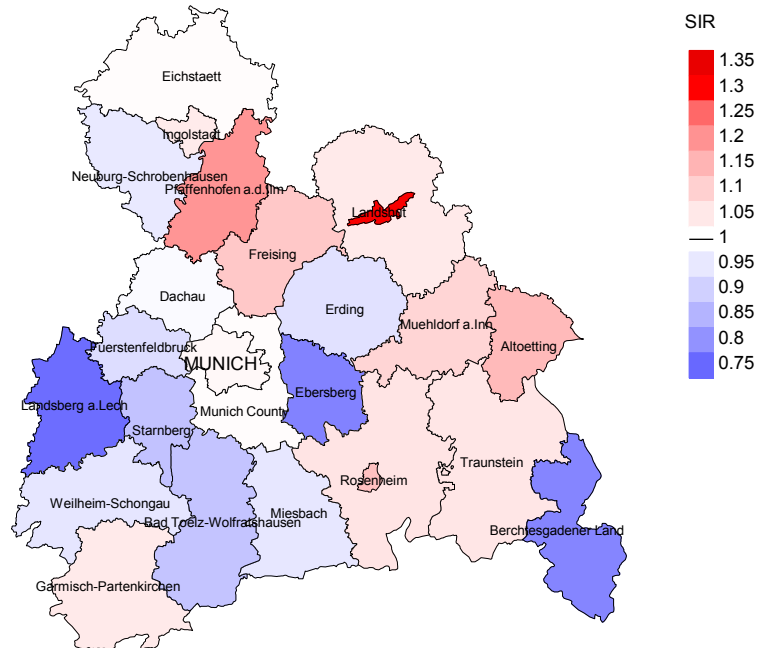 SIR
1.35
1.3
1.25
1.2
1.15
1.1
1.05
1
0.95
0.9
0.85
0.8
0.75
Eichstaett
Ingolstadt
Neuburg-Schrobenhausen
Pfaffenhofen a.d.Ilm
Landshut
Freising
Dachau
Erding
Muehldorf a.Inn
Altoetting
Fuerstenfeldbruck
MUNICH
Ebersberg
Landsberg a.Lech
Munich County
Starnberg
Traunstein
Rosenheim
Weilheim-Schongau
Miesbach
Bad Toelz-Wolfratshausen
Berchtesgadener Land
Garmisch-Partenkirchen